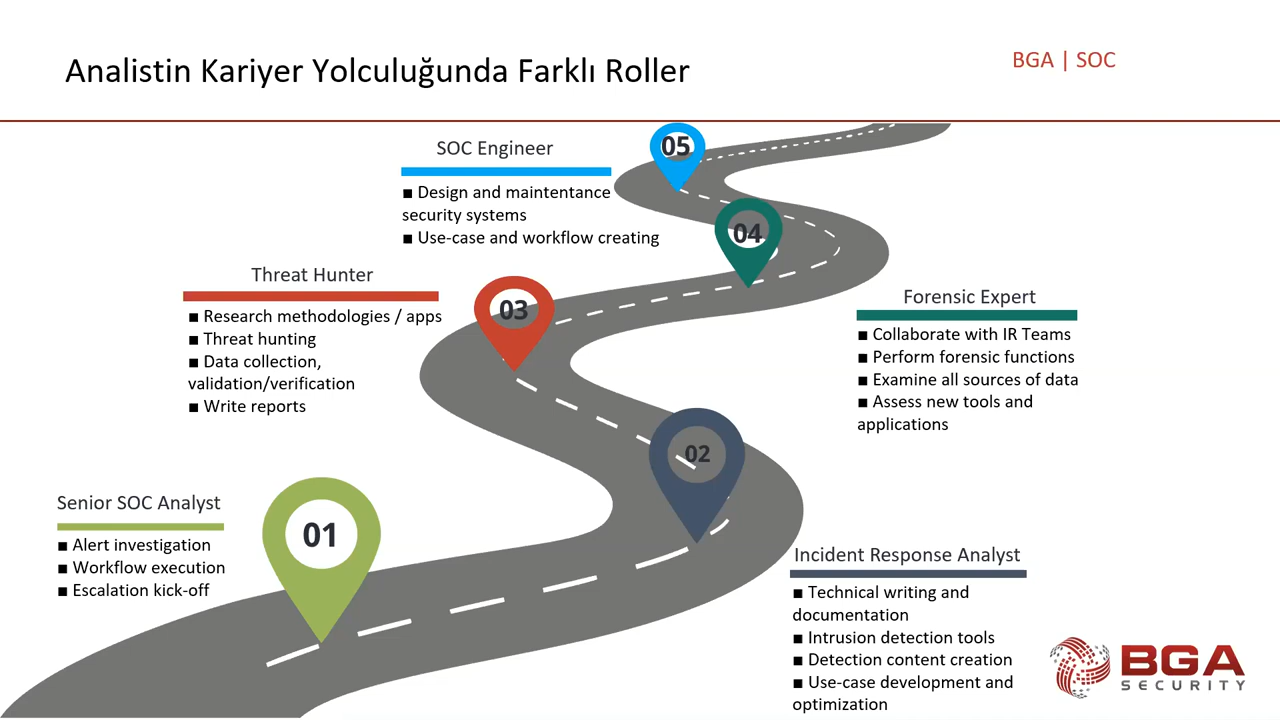 Analistin Kariyer Yolculuğunda Farklı Roller
BGA | SOC
05
SOC Engineer
■ Design and maintentance
security systems
■ Use-case and workflow creating
04
Threat Hunter
■ Research methodologies / apps
■ Threat hunting
■ Data collection,
validation/verification
■ Write reports
03
Forensic Expert
■ Collaborate with IR Teams
■ Perform forensic functions
■ Examine all sources of data
■ Assess new tools and
applications
02
Senior SOC Analyst
■ Alert investigation
■ Workflow execution
■ Escalation kick-off
01
Incident Response Analyst
■ Technical writing and
documentation
■ Intrusion detection tools
■ Detection content creation
■ Use-case development and
optimization
BGA
SECURITY